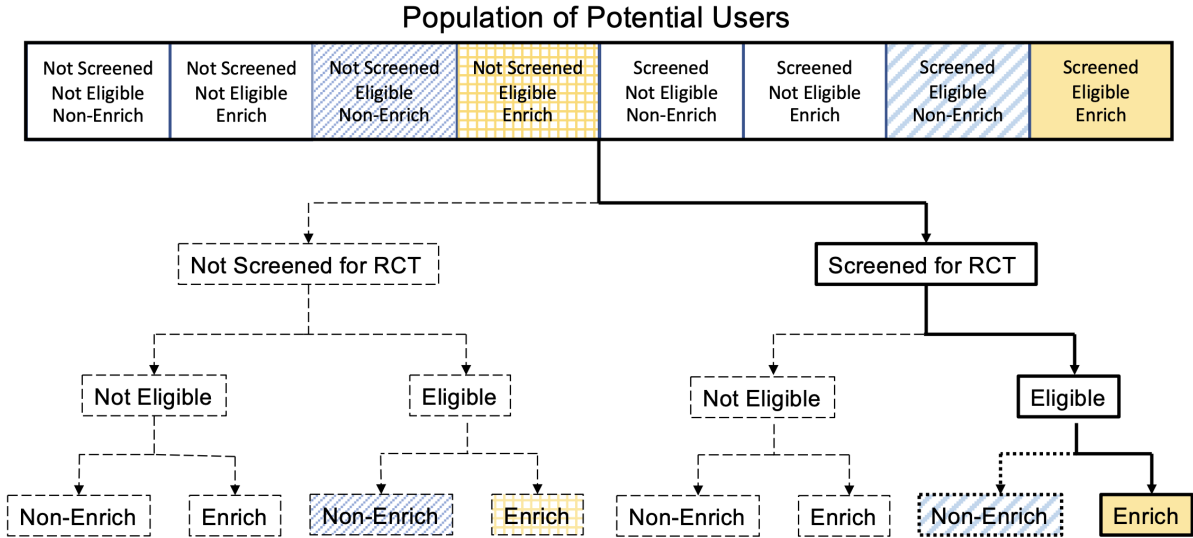 Population of Potential Users
Not Screened
Not Eligible
Non-Enrich
Not Screened
Not Eligible
Enrich
Not Screened
Eligible
Non-Enrich
Not Screened
Eligible
Enrich
Screened
Not Eligible
Non-Enrich
Screened
Not Eligible
Enrich
Screened
Eligible
Non-Enrich
Screened
Eligible
Enrich
Not Screened for RCT
Screened for RCT
Not Eligible
Eligible
Not Eligible
Eligible
Non-Enrich
Enrich
Non-Enrich
Enrich
Non-Enrich
Enrich
Non-Enrich
Enrich